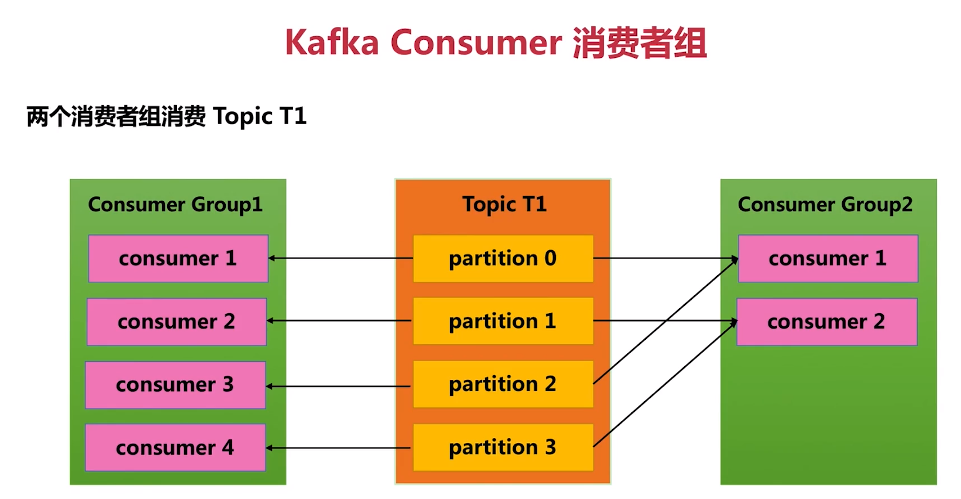 Kafka Consumer 消费者组
两个消费者组消费 Topic T1
Consumer Group1
consumer 1
consumer 2
consumer 3
consumer 4
Topic T1
partition 0
partition 1
partition 2
partition 3
Consumer Group2
consumer 1
consumer 2